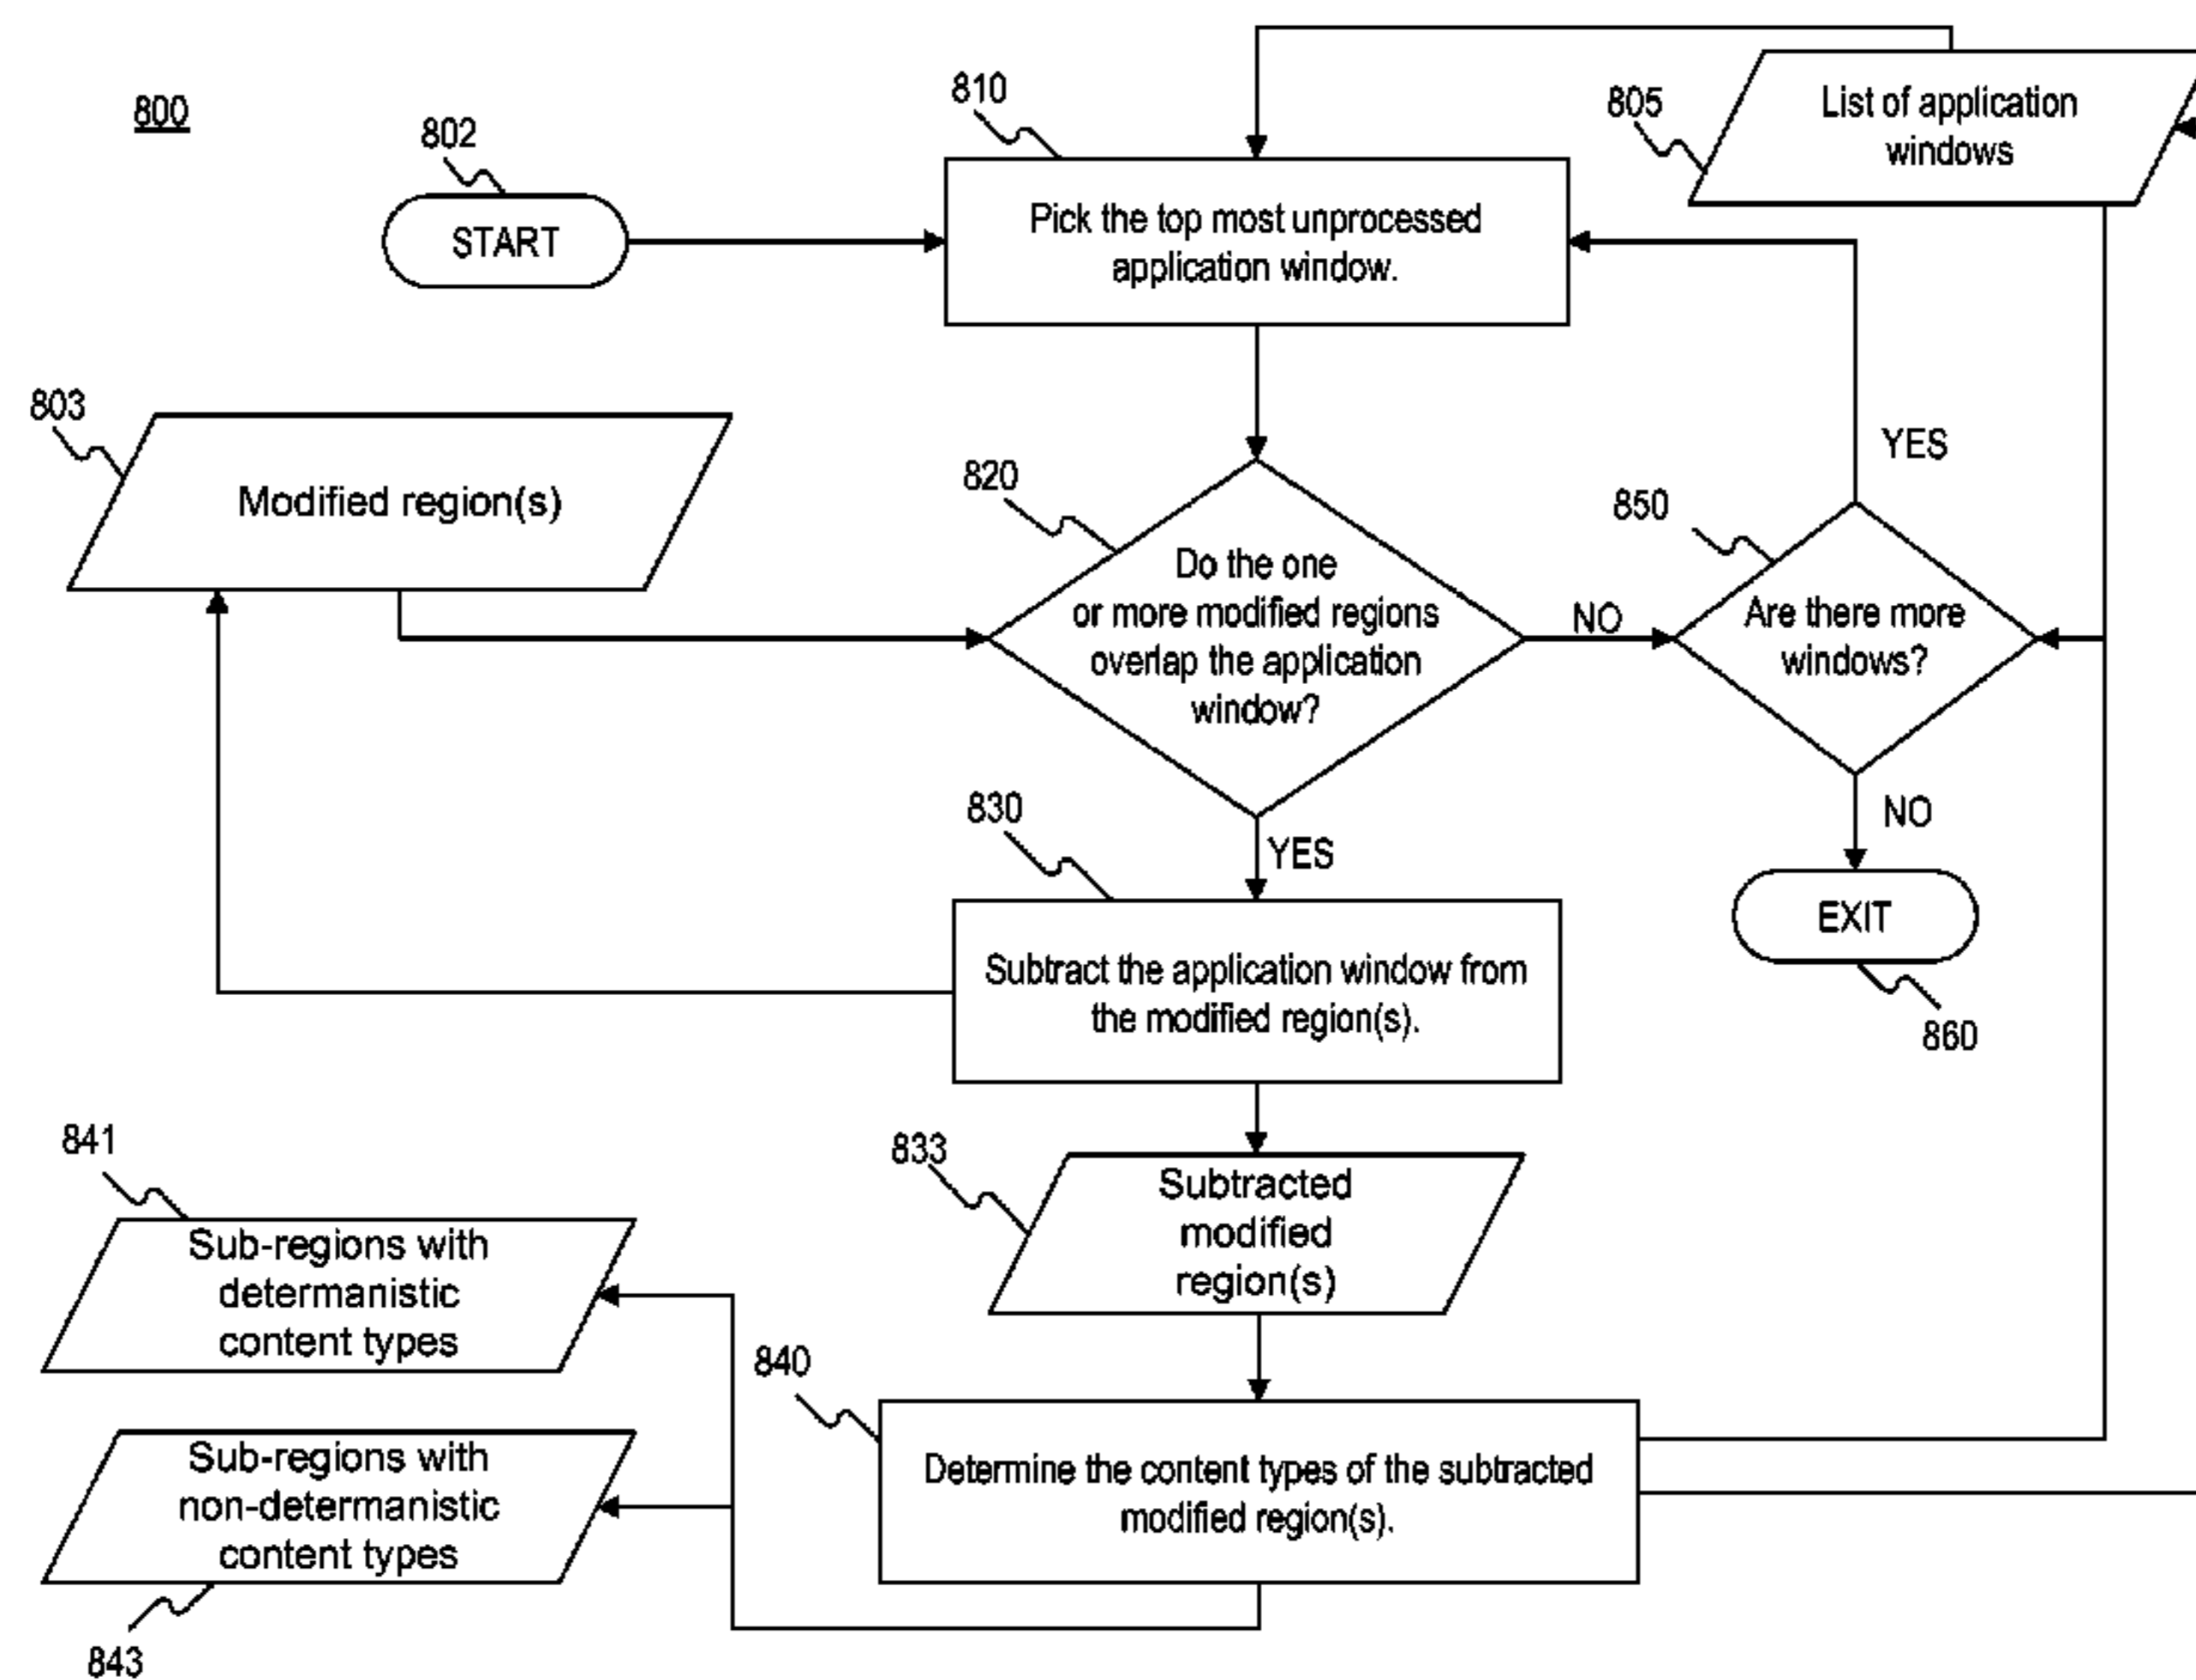 800
802
START
810
Pick the top most unprocessed
application window.
805
List of application
windows
803
Modified region(s)
820
Do the one
or more modified regions
overlap the application
window?
NO
YES
850
Are there more
windows?
YES
NO
EXIT
860
830
Subtract the application window from
the modified region(s).
833
Subtracted
modified
region(s)
841
Sub-regions with
determanistic
content types
840
Determine the content types of the subtracted
modified region(s).
Sub-regions with
non-determanistic
content types
843